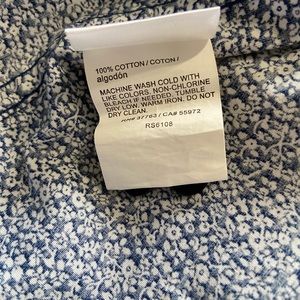 100% COTTON / COTON /
algodón
MACHINE WASH COLD WITH
LIKE COLORS. NON-CHLORINE
BLEACH IF NEEDED. TUMBLE
DRY LOW. WARM IRON. DO NOT
DRY CLEAN.
RN# 37763 / CA# 55972
RS6108